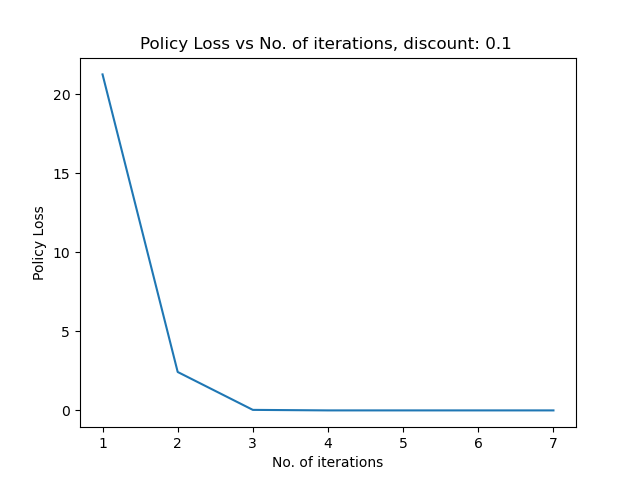 Policy Loss vs No. of iterations, discount: 0.1
20
15
10
5
0
Policy Loss
1 2 3 4 5 6 7
No. of iterations